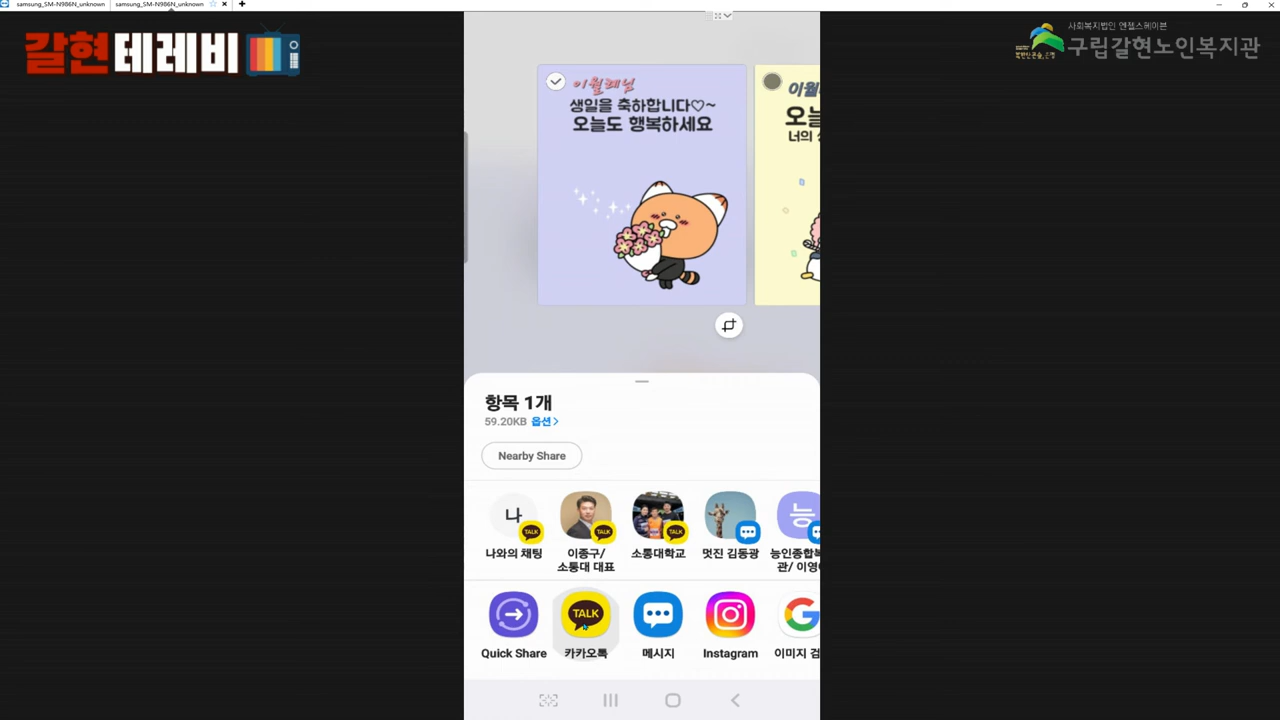 samsung_SM-N986N_unknown
samsung_SM-N986N_unknown
갈현테레비
사회복지법인 엔젤스헤이븐
구립갈현노인복지관
이월례님
생일을 축하합니다♡~
오늘도 행복하세요
이월
오늘
너의 생
항목 1개
59.20KB 옵션 >
Nearby Share
나
TALK
TALK
TALK
능
나와의 채팅
이종구/
소통대 대표
소통대학교
멋진 김동광
능인종합복
관/ 이영
TALK
Quick Share
카카오톡
메시지
Instagram
이미지 검